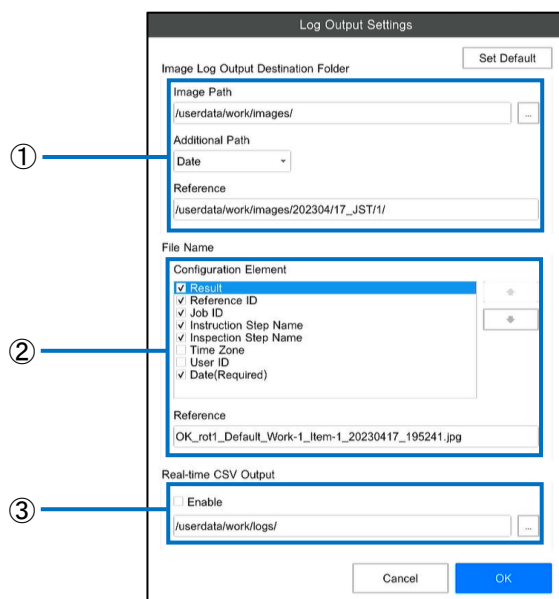 Log Output Settings
Set Default
Image Log Output Destination Folder
Image Path
/userdata/work/images/
...
①
Additional Path
Date
Reference
/userdata/work/images/202304/17_JST/1/
File Name
Configuration Element
Result
Reference ID
Job ID
Instruction Step Name
Inspection Step Name
Time Zone
User ID
Date(Required)
②
Reference
OK_rot1_Default_Work-1_Item-1_20230417_195241.jpg
Real-time CSV Output
③
Enable
/userdata/work/logs/
...
Cancel
OK